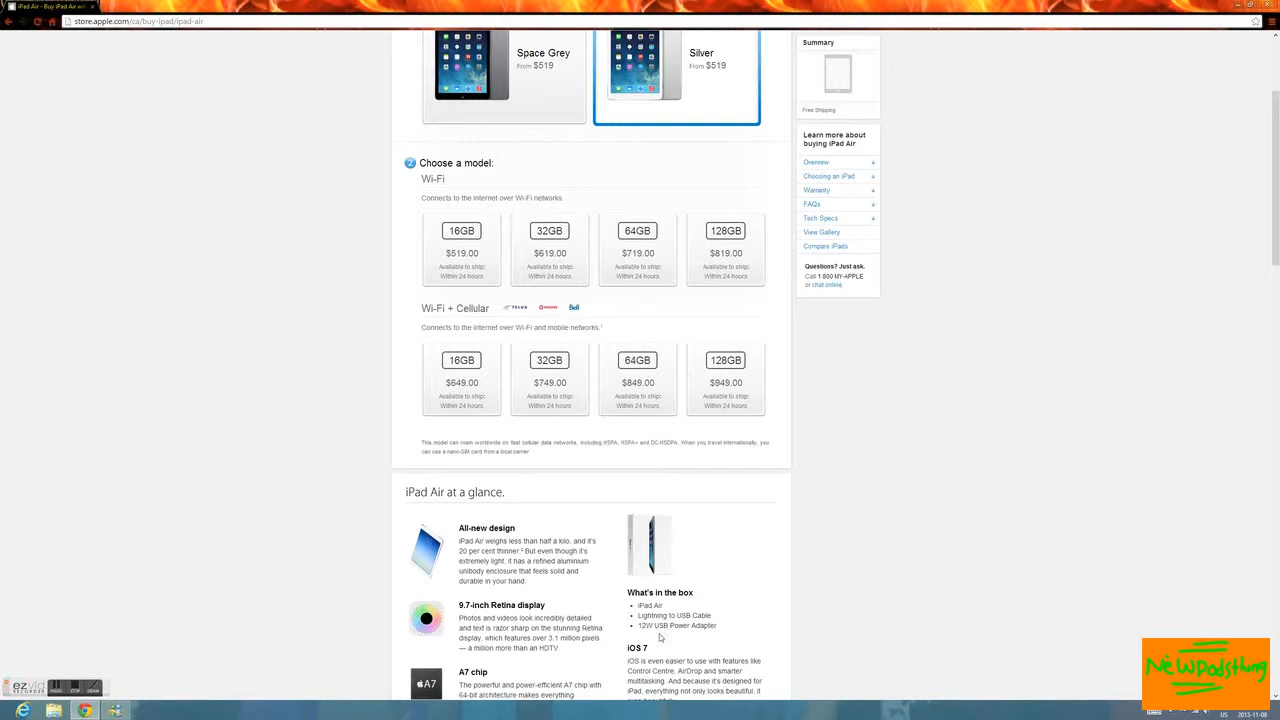 iPad Air - Buy iPad Air wi
store.apple.com/ca/buy-ipad/ipad-air
Space Grey
From $519
Silver
From $519
Summary
Free Shipping
Learn more about
buying iPad Air
Overview
Choosing an iPad
Warranty
FAQs
Tech Specs
View Gallery
Compare iPads
Questions? Just ask.
Call 1 800 MY-APPLE
or chat online.
2 Choose a model:
Wi-Fi
Connects to the Internet over Wi-Fi networks.
16GB 32GB 64GB 128GB
$519.00 $619.00 $719.00 $819.00
Available to ship: Available to ship: Available to ship: Available to ship:
Within 24 hours Within 24 hours Within 24 hours Within 24 hours
Wi-Fi + Cellular TELUS ROGERS Bell
Connects to the Internet over Wi-Fi and mobile networks.1
16GB 32GB 64GB 128GB
$649.00 $749.00 $849.00 $949.00
Available to ship: Available to ship: Available to ship: Available to ship:
Within 24 hours Within 24 hours Within 24 hours Within 24 hours
This model can roam worldwide on fast cellular data networks, including HSPA, HSPA+ and DC-HSDPA. When you travel internationally, you
can use a nano-SIM card from a local carrier.
iPad Air at a glance.
All-new design
iPad Air weighs less than half a kilo, and it's
20 per cent thinner.2 But even though it's
extremely light, it has a refined aluminium
unibody enclosure that feels solid and
durable in your hand.
9.7-inch Retina display
Photos and videos look incredibly detailed
and text is razor sharp on the stunning Retina
display, which features over 3.1 million pixels
— a million more than an HDTV.
A7
A7 chip
The powerful and power-efficient A7 chip with
64-bit architecture makes everything
What's in the box
• iPad Air
• Lightning to USB Cable
• 12W USB Power Adapter
iOS 7
iOS is even easier to use with features like
Control Centre, AirDrop and smarter
multitasking. And because it's designed for
iPad, everything not only looks beautiful, it
NewPodsthing
RECORDER PAUSE STOP DRAW
US 2013-11-08